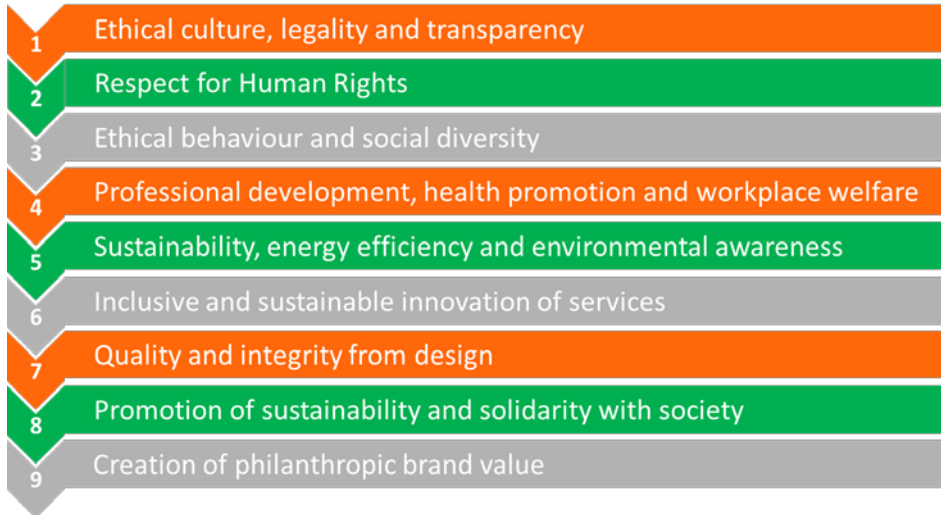 1 Ethical culture, legality and transparency
2 Respect for Human Rights
3 Ethical behaviour and social diversity
4 Professional development, health promotion and workplace welfare
5 Sustainability, energy efficiency and environmental awareness
6 Inclusive and sustainable innovation of services
7 Quality and integrity from design
8 Promotion of sustainability and solidarity with society
9 Creation of philanthropic brand value